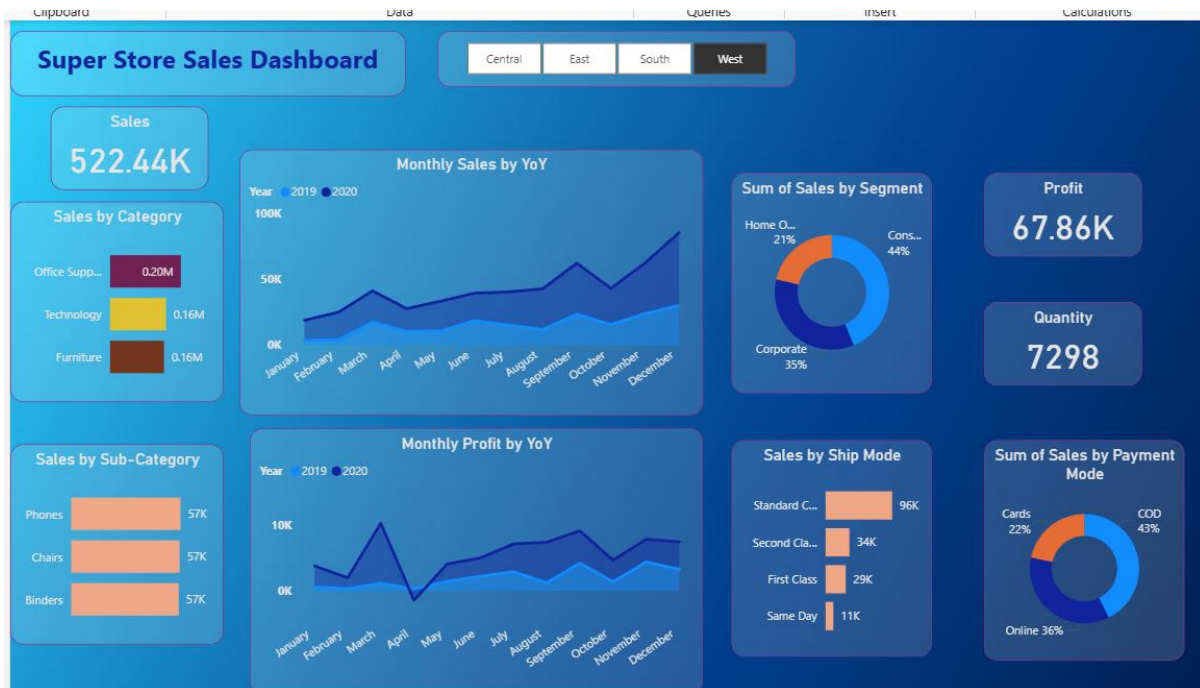 Clipboard
Data
Queries
Insert
Calculations
Super Store Sales Dashboard
Central
East
South
West
Sales
522.44K
Sales by Category
Office Supp...
0.20M
Technology
0.16M
Furniture
0.16M
Monthly Sales by YoY
Year 2019 2020
100K
50K
0K
January
February
March
April
May
June
July
August
September
October
November
December
Sum of Sales by Segment
Home O...
21%
Cons...
44%
Corporate
35%
Profit
67.86K
Quantity
7298
Sales by Sub-Category
Phones
57K
Chairs
57K
Binders
57K
Monthly Profit by YoY
Year 2019 2020
10K
0K
January
February
March
April
May
June
July
August
September
October
November
December
Sales by Ship Mode
Standard C...
96K
Second Cla...
34K
First Class
29K
Same Day
11K
Sum of Sales by Payment
Mode
Cards
22%
COD
43%
Online 36%